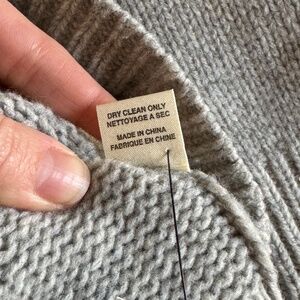 DRY CLEAN ONLY
NETTOYAGE A SEC
MADE IN CHINA
FABRIQUE EN CHINE